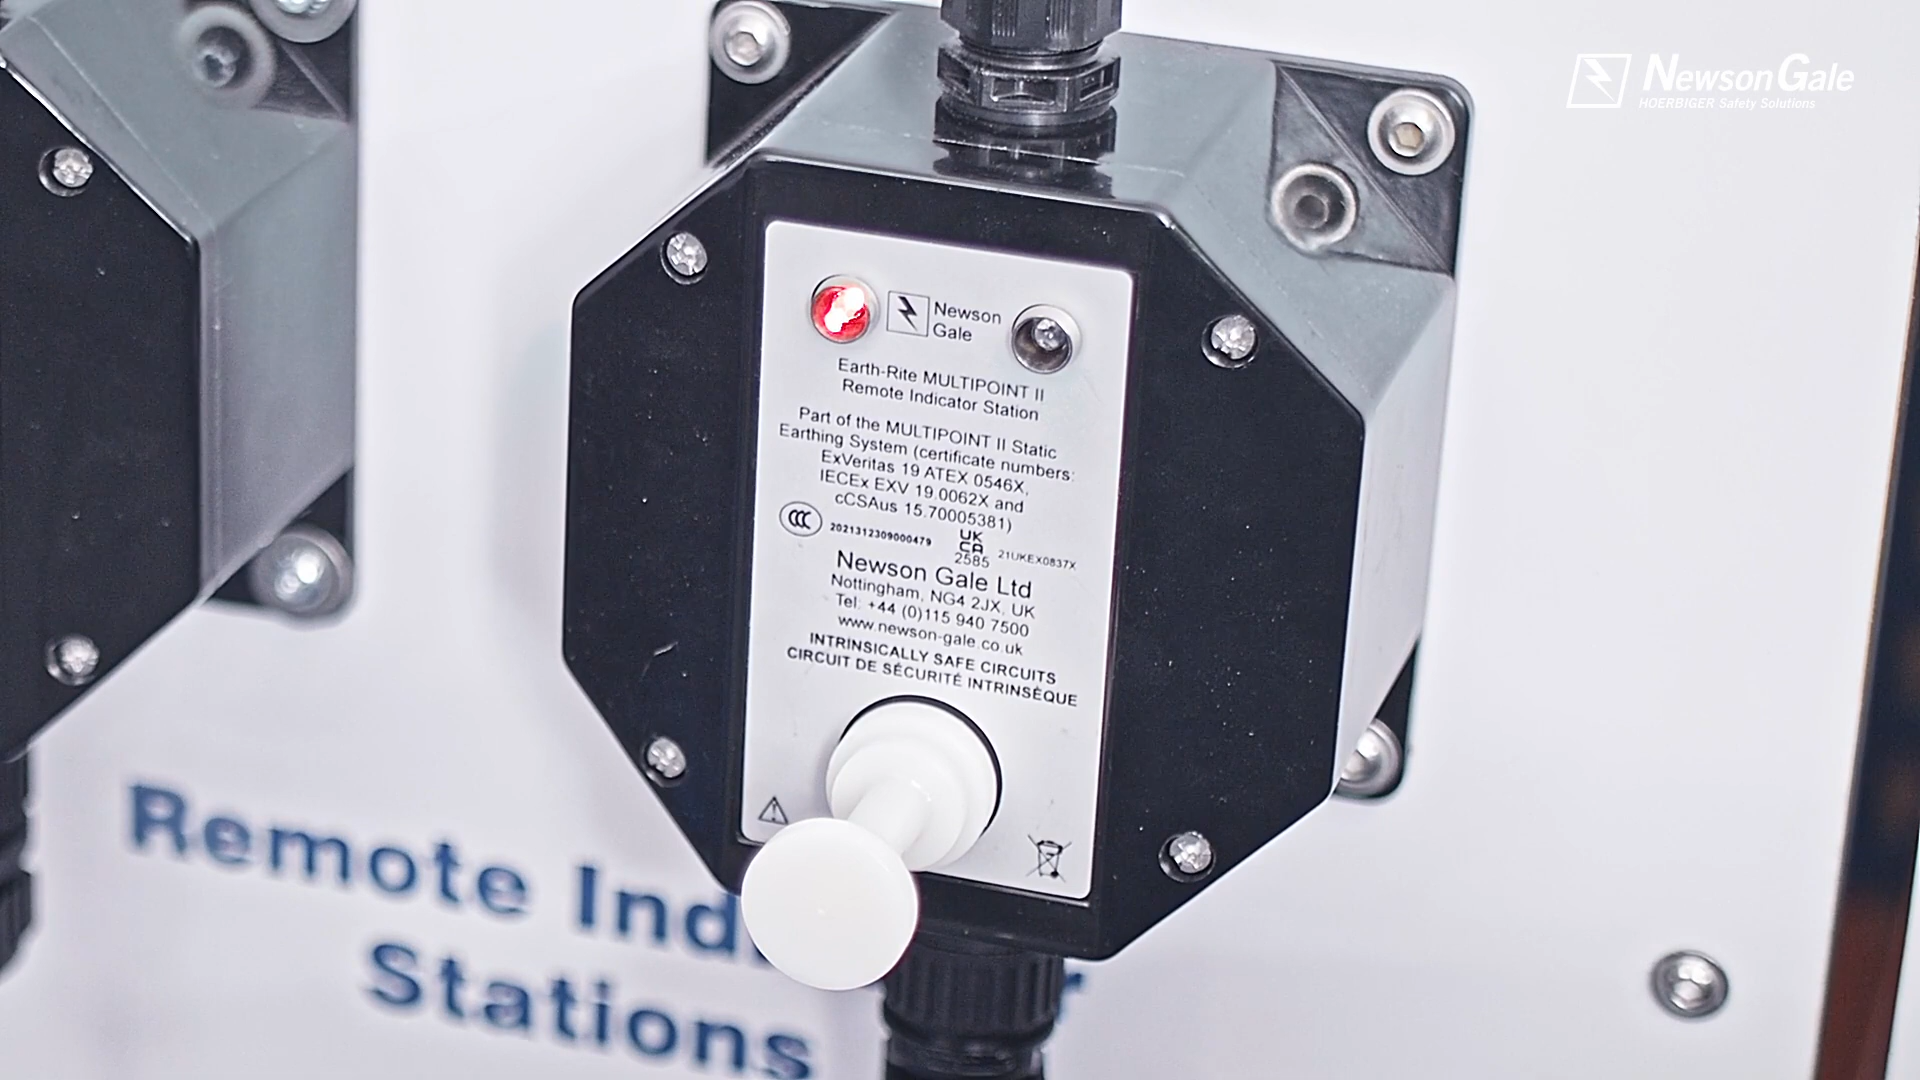 Newson Gale
HOERBIGER Safety Solutions
Newson
Gale
Earth-Rite MULTIPOINT II
Remote Indicator Station
Part of the MULTIPOINT II Static
Earthing System (certificate numbers:
ExVeritas 19 ATEX 0546X,
IECEx EXV 19.0062X and
cCSAus 15.70005381)
CCC 2021312309000479 UK
CA
2585 21UKEX0837X
Newson Gale Ltd
Nottingham, NG4 2JX, UK
Tel: +44 (0)115 940 7500
www.newson-gale.co.uk
INTRINSICALLY SAFE CIRCUITS
CIRCUIT DE SÉCURITÉ INTRINSÈQUE
Remote Ind r
Stations